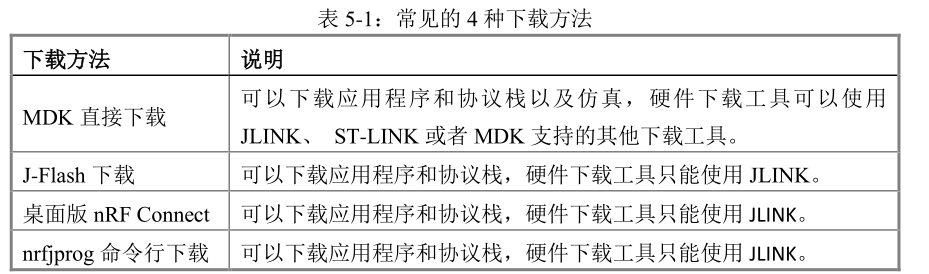 表 5-1：常见的 4 种下载方法
下载方法 说明
MDK 直接下载 可以下载应用程序和协议栈以及仿真，硬件下载工具可以使用
JLINK、 ST-LINK 或者 MDK 支持的其他下载工具。
J-Flash 下载 可以下载应用程序和协议栈，硬件下载工具只能使用 JLINK。
桌面版 nRF Connect 可以下载应用程序和协议栈，硬件下载工具只能使用 JLINK。
nrfjprog 命令行下载 可以下载应用程序和协议栈，硬件下载工具只能使用 JLINK。